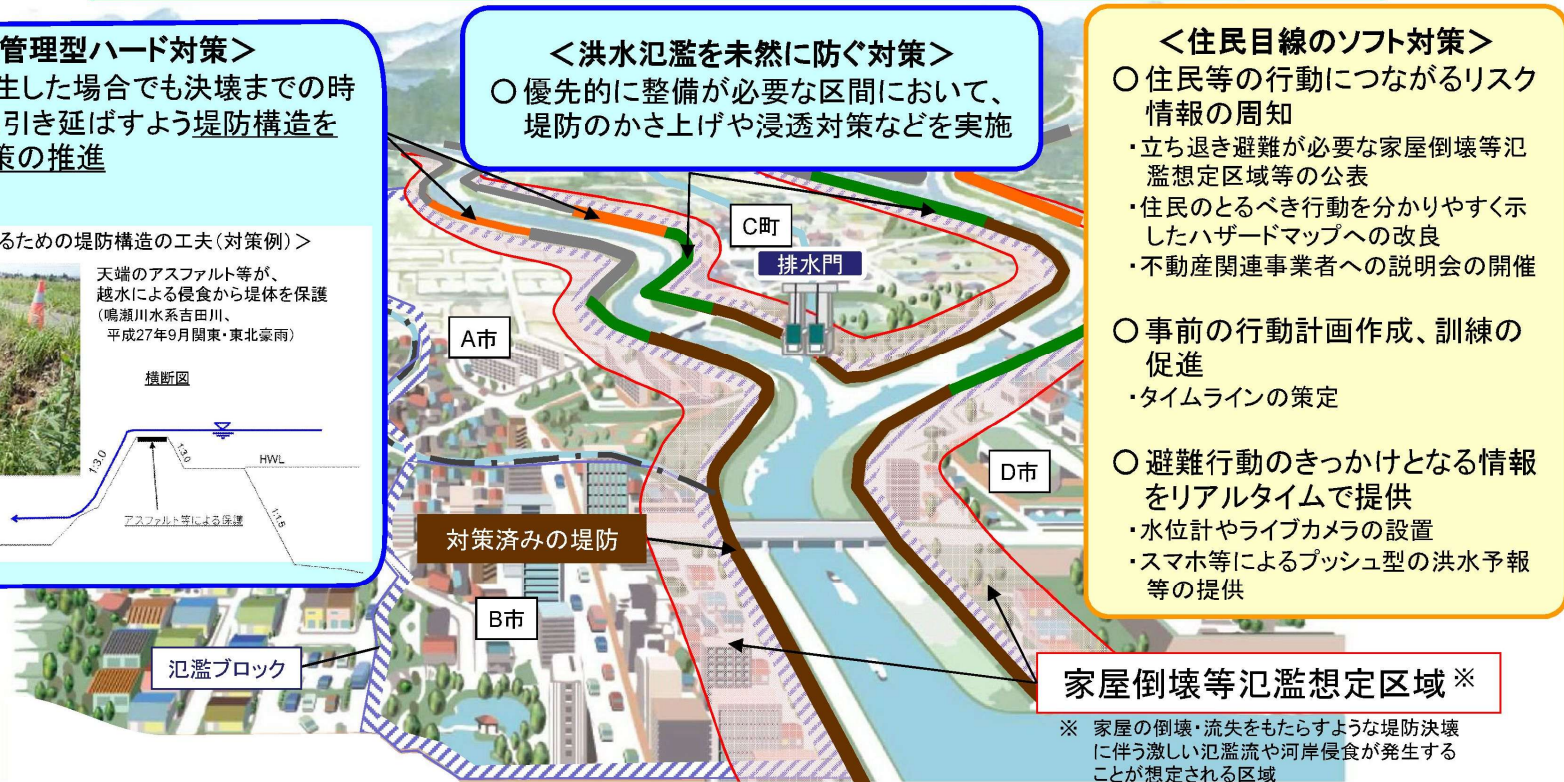 管理型ハード対策＞
生した場合でも決壊までの時
引き延ばすよう堤防構造を
策の推進
るための堤防構造の工夫(対策例)＞
天端のアスファルト等が、
越水による侵食から堤体を保護
(鳴瀬川水系吉田川、
平成27年9月関東・東北豪雨)
横断図
1:3.0
1:3.0
HWL
1:1.5
アスファルト等による保護
＜洪水氾濫を未然に防ぐ対策＞
○優先的に整備が必要な区間において、
堤防のかさ上げや浸透対策などを実施
＜住民目線のソフト対策＞
○住民等の行動につながるリスク
情報の周知
・立ち退き避難が必要な家屋倒壊等氾
濫想定区域等の公表
・住民のとるべき行動を分かりやすく示
したハザードマップへの改良
・不動産関連事業者への説明会の開催
○事前の行動計画作成、訓練の
促進
・タイムラインの策定
○避難行動のきっかけとなる情報
をリアルタイムで提供
・水位計やライブカメラの設置
・スマホ等によるプッシュ型の洪水予報
等の提供
C町
排水門
A市
D市
対策済みの堤防
B市
氾濫ブロック
家屋倒壊等氾濫想定区域※
※ 家屋の倒壊・流失をもたらすような堤防決壊
に伴う激しい氾濫流や河岸侵食が発生する
ことが想定される区域